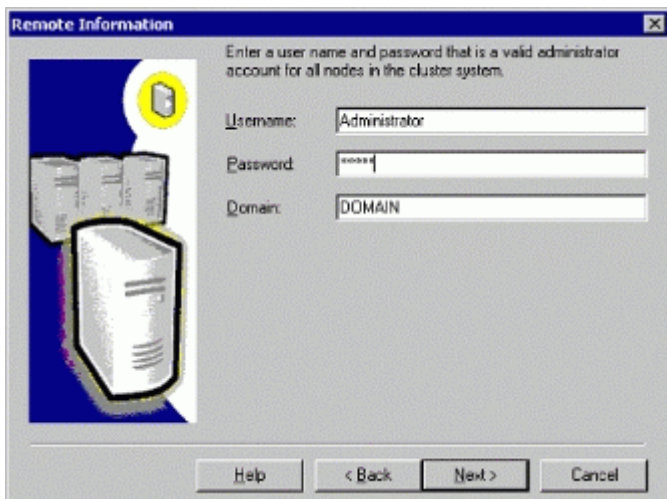 Remote Information
Enter a user name and password that is a valid administrator
account for all nodes in the cluster system.
Username: Administrator
Password: *****
Domain: DOMAIN
Help < Back Next > Cancel